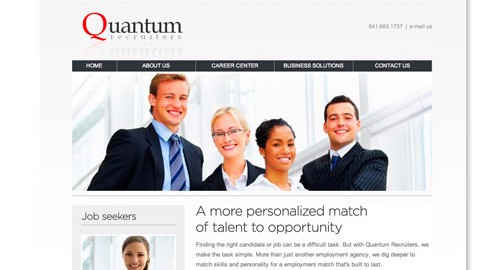 Quantum
recruiters
541.683.1757 | e-mail us
HOME ABOUT US CAREER CENTER BUSINESS SOLUTIONS CONTACT US
Job seekers
A more personalized match
of talent to opportunity
Finding the right candidate or job can be a difficult task. But with Quantum Recruiters, we
make the task simple. More than just another employment agency, we dig deeper to
match skills and personality for a employment match that's built to last.